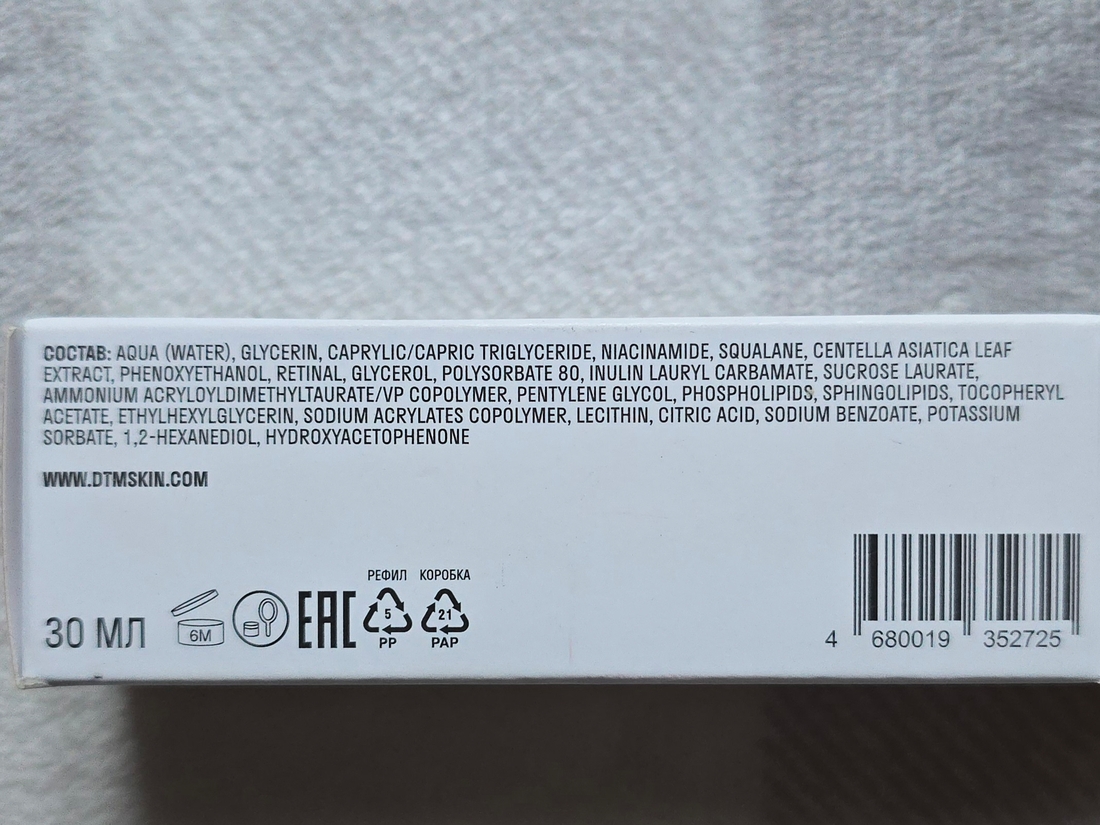 СОСТАВ: AQUA (WATER), GLYCERIN, CAPRYLIC/CAPRIC TRIGLYCERIDE, NIACINAMIDE, SQUALANE, CENTELLA ASIATICA LEAF
EXTRACT, PHENOXYETHANOL, RETINAL, GLYCEROL, POLYSORBATE 80, INULIN LAURYL CARBAMATE, SUCROSE LAURATE,
AMMONIUM ACRYLOYLDIMETHYLTAURATE/VP COPOLYMER, PENTYLENE GLYCOL, PHOSPHOLIPIDS, SPHINGOLIPIDS, TOCOPHERYL
ACETATE, ETHYLHEXYLGLYCERIN, SODIUM ACRYLATES COPOLYMER, LECITHIN, CITRIC ACID, SODIUM BENZOATE, POTASSIUM
SORBATE, 1,2-HEXANEDIOL, HYDROXYACETOPHENONE
WWW.DTMSKIN.COM
РЕФИЛ КОРОБКА
30 МЛ 6M EAC 5 21
PP PAP
4 680019 352725